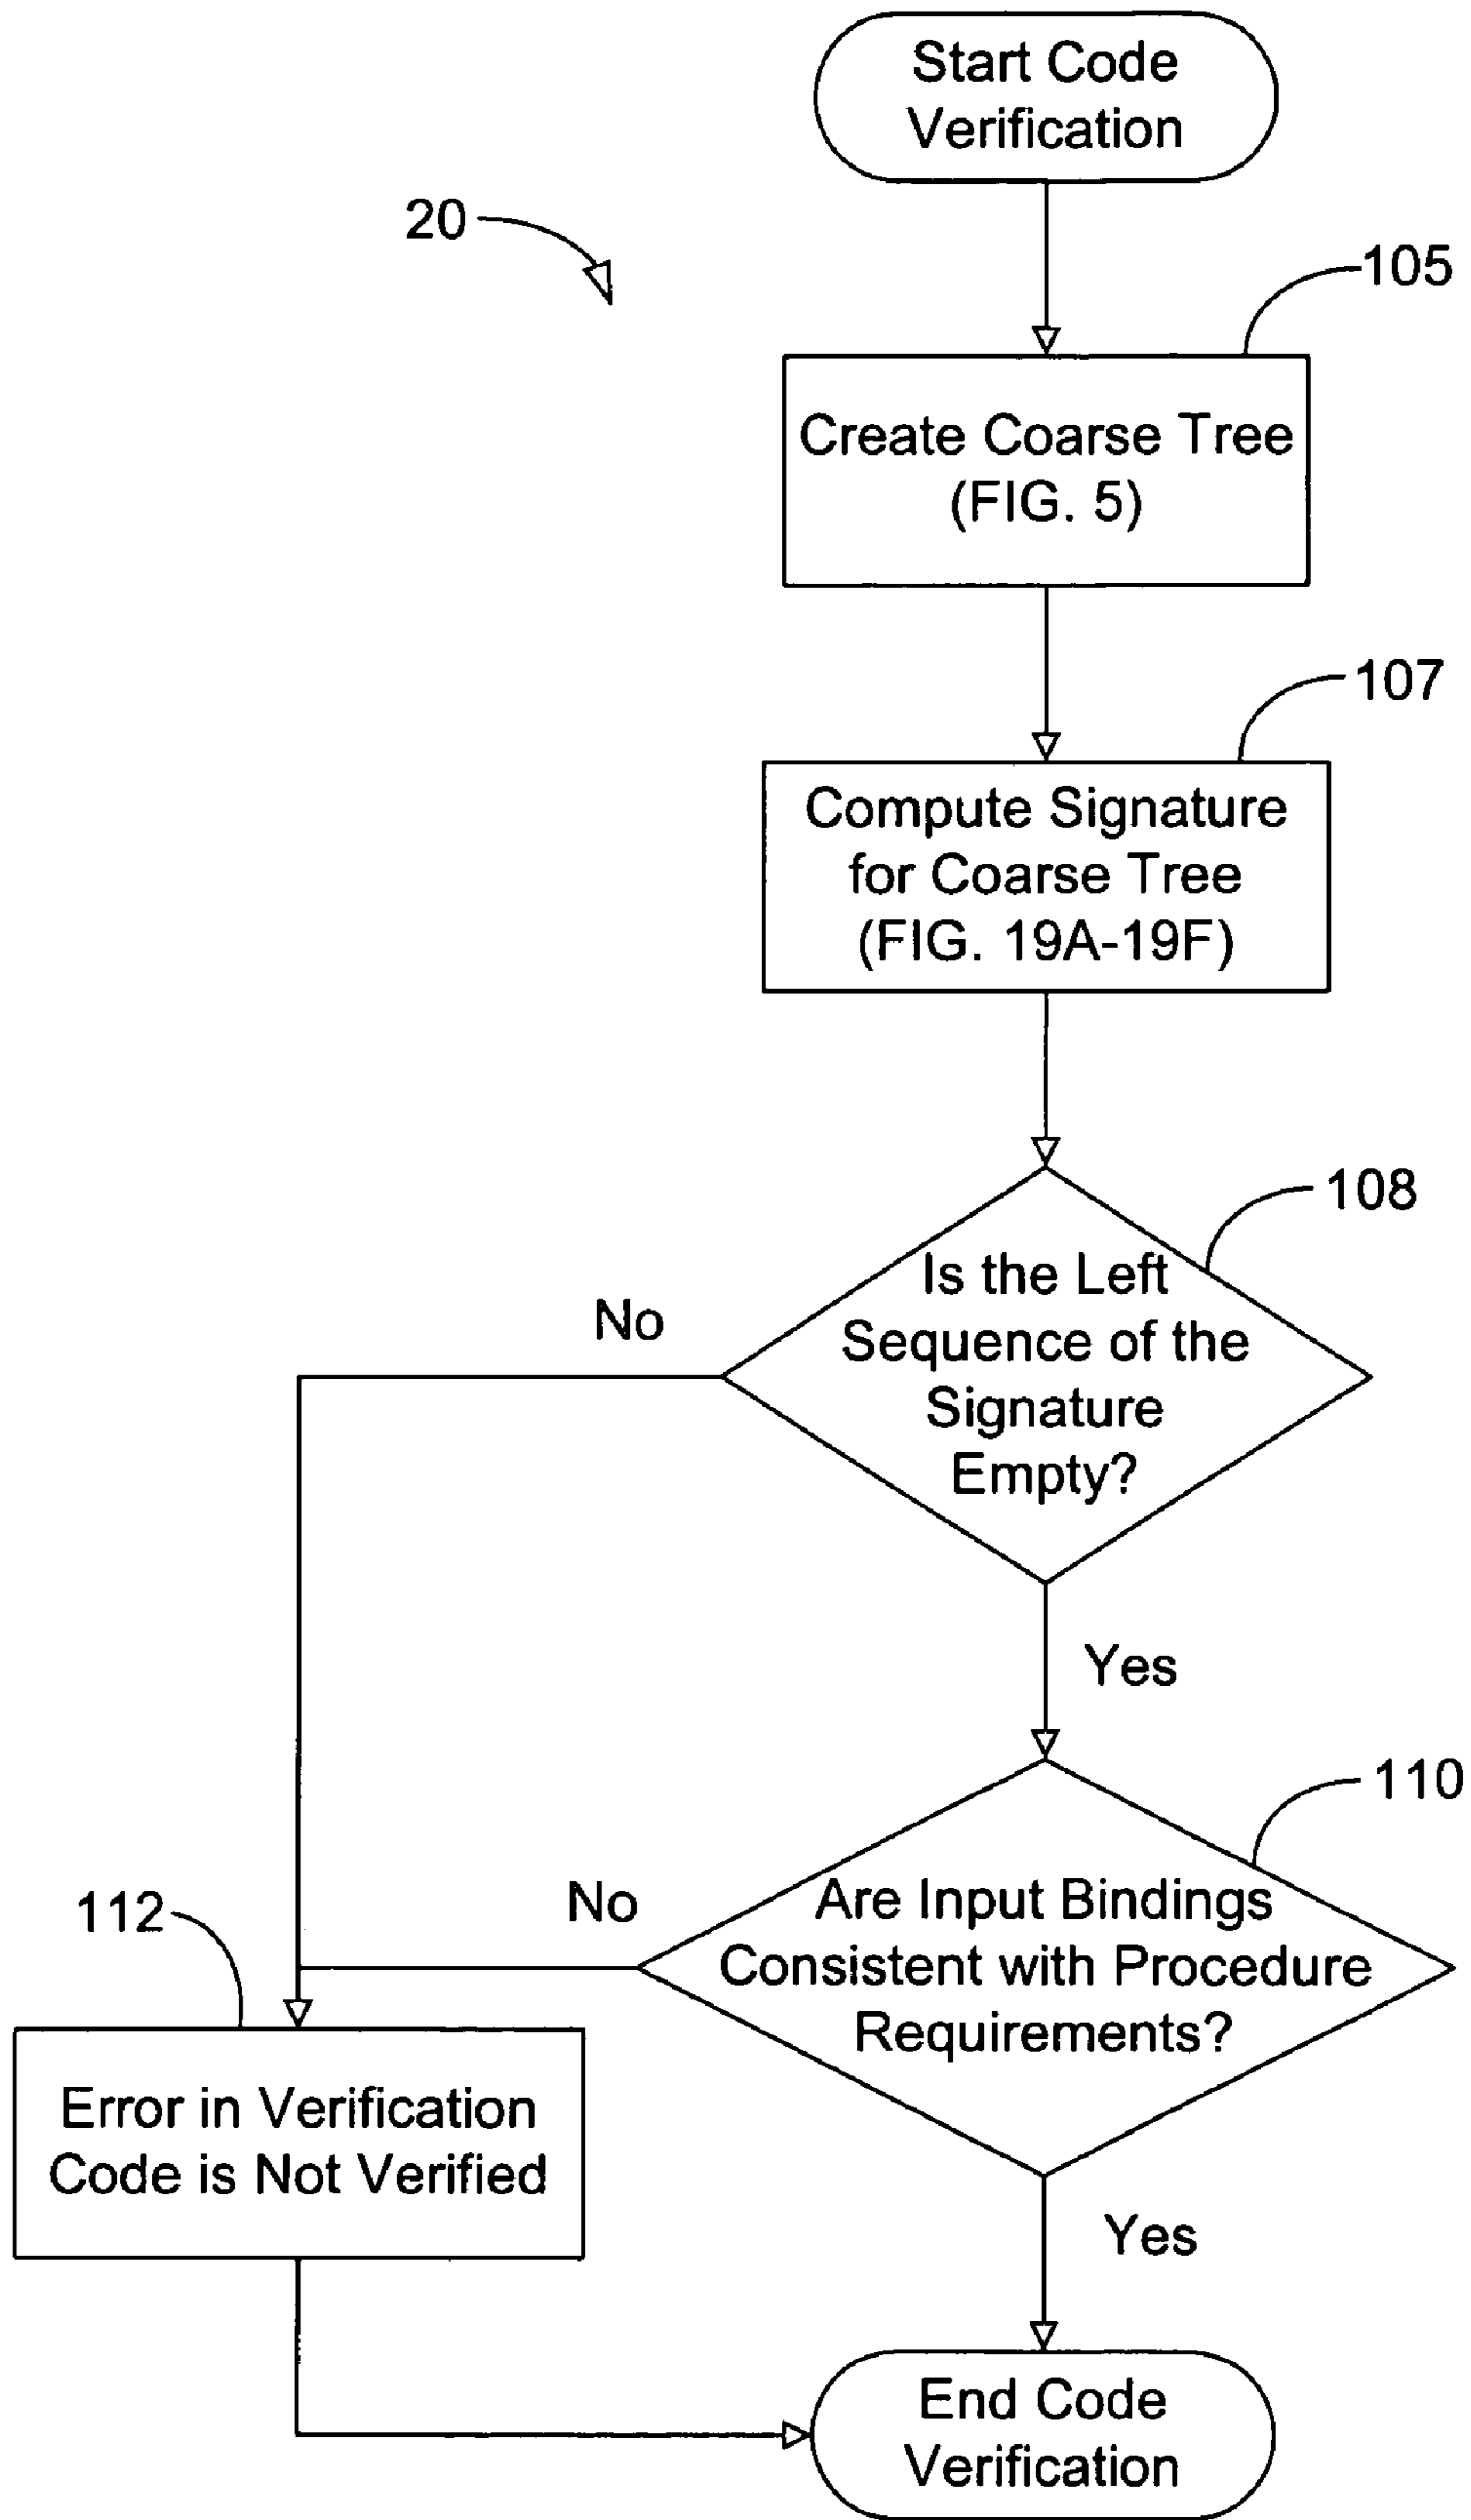 Start Code
Verification
20
105
Create Coarse Tree
(FIG. 5)
107
Compute Signature
for Coarse Tree
(FIG. 19A-19F)
108
Is the Left
Sequence of the
Signature
Empty?
No
Yes
110
Are Input Bindings
Consistent with Procedure
Requirements?
No
112
Error in Verification
Code is Not Verified
Yes
End Code
Verification